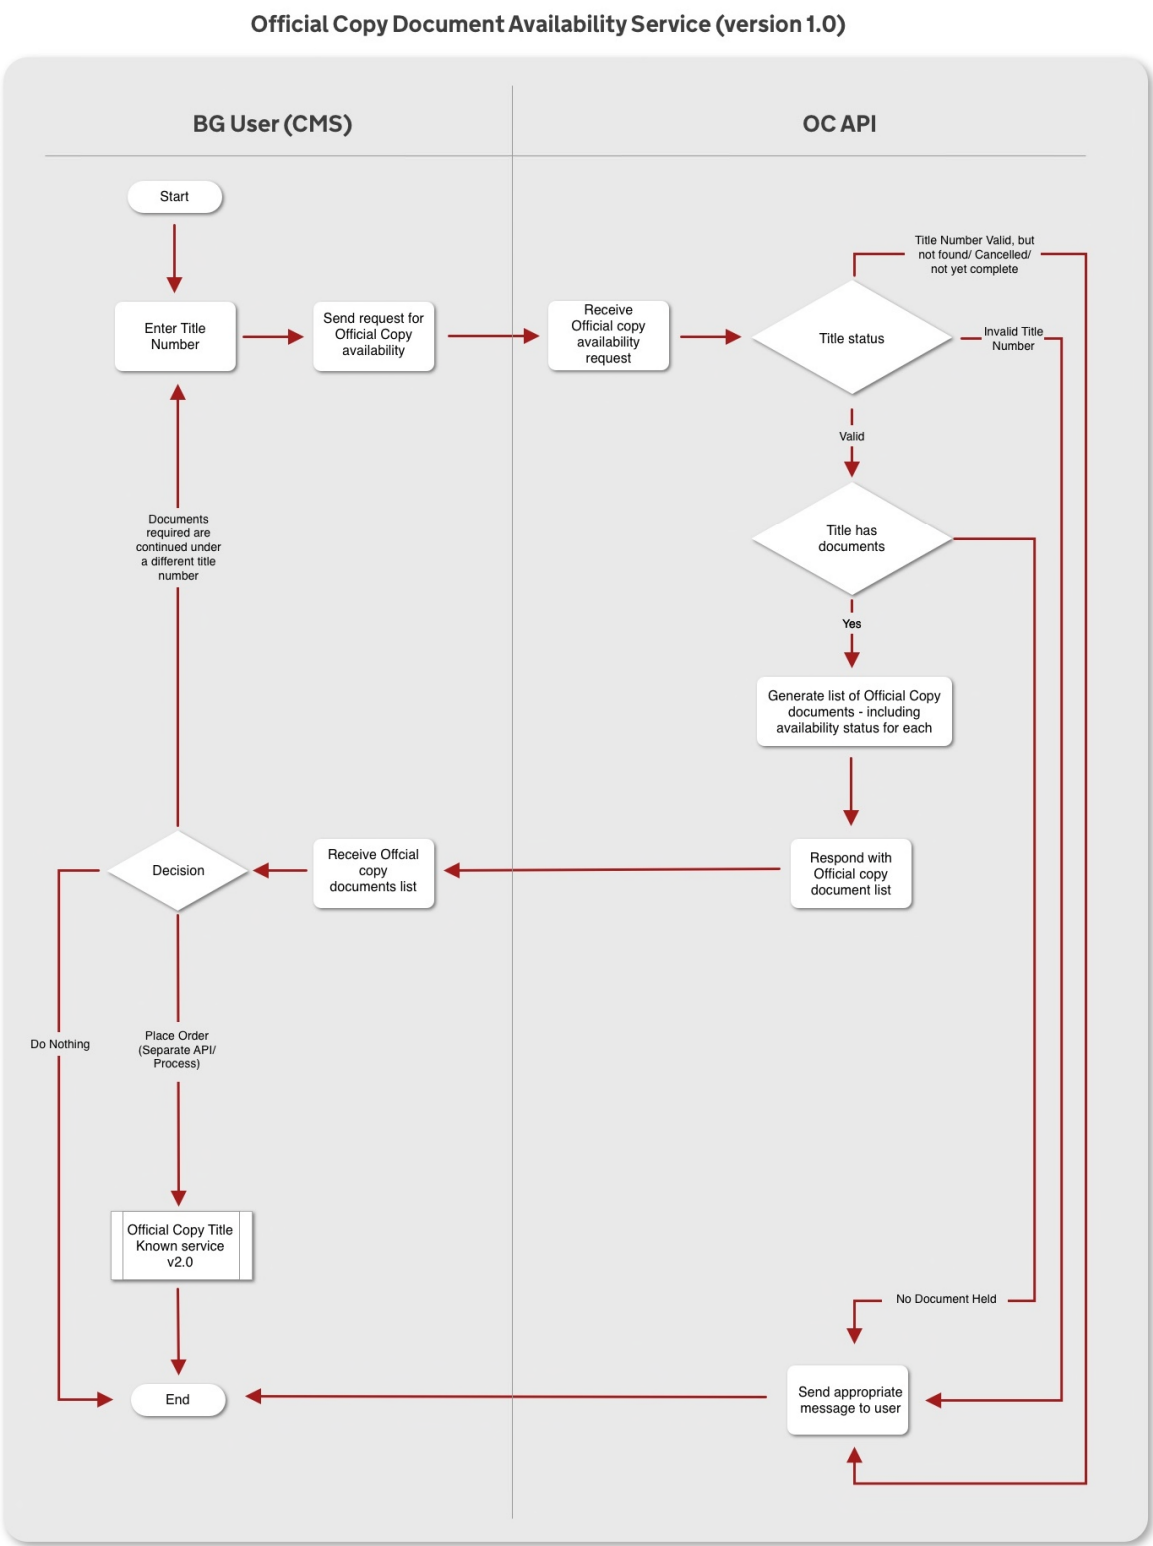 Official Copy Document Availability Service (version 1.0)
BG User (CMS)
OC API
Start
Title Number Valid, but
not found/ Cancelled/
not yet complete
Enter Title
Number
Send request for
Official Copy
availability
Receive
Official copy
availability
request
Title status
Invalid Title
Number
Valid
Documents
required are
continued under
a different title
number
Title has
documents
Yes
Generate list of Official Copy
documents - including
availability status for each
Decision
Receive Offcial
copy
documents list
Respond with
Official copy
document list
Do Nothing
Place Order
(Separate API/
Process)
Official Copy Title
Known service
v2.0
No Document Held
End
Send appropriate
message to user